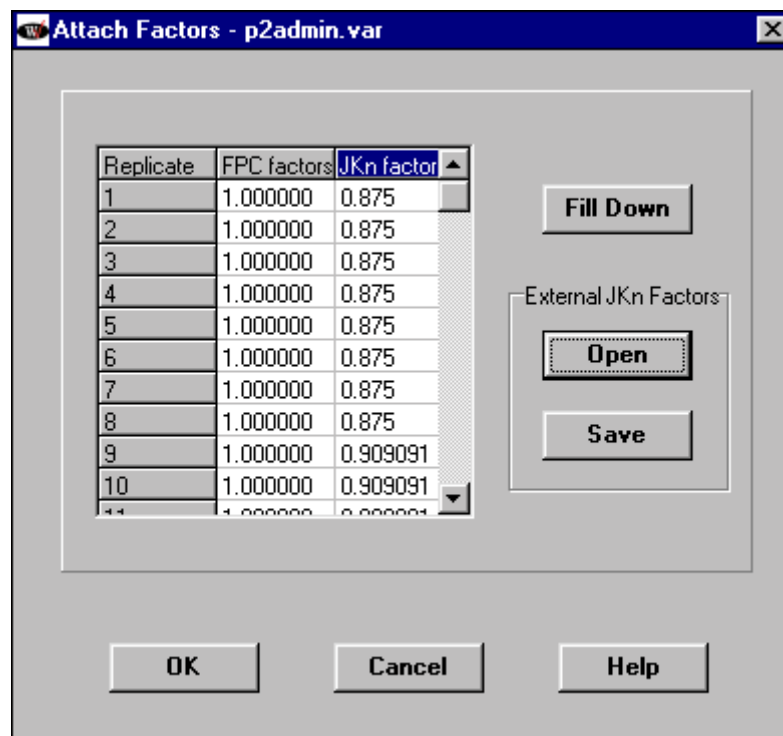 Attach Factors - p2admin.var
Replicate FPC factors JKn factor
1 1.000000 0.875
2 1.000000 0.875
3 1.000000 0.875
4 1.000000 0.875
5 1.000000 0.875
6 1.000000 0.875
7 1.000000 0.875
8 1.000000 0.875
9 1.000000 0.909091
10 1.000000 0.909091
Fill Down
External JKn Factors
Open
Save
OK Cancel Help